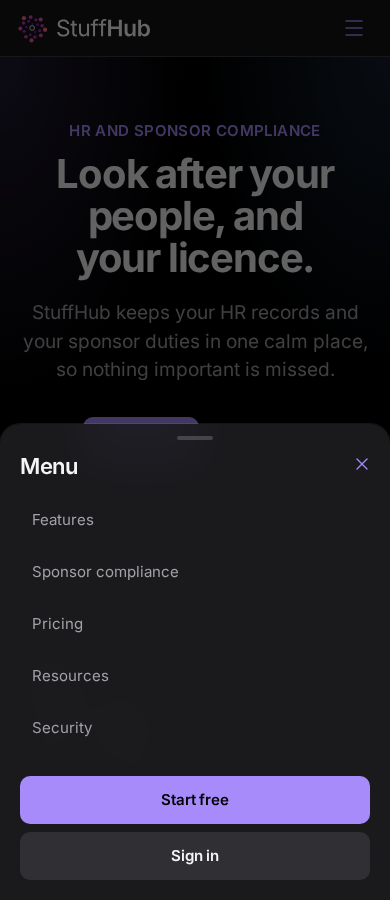 StuffHub
HR AND SPONSOR COMPLIANCE
Look after your
people, and
your licence.
StuffHub keeps your HR records and
your sponsor duties in one calm place,
so nothing important is missed.
Menu
Features
Sponsor compliance
Pricing
Resources
Security
Start free
Sign in